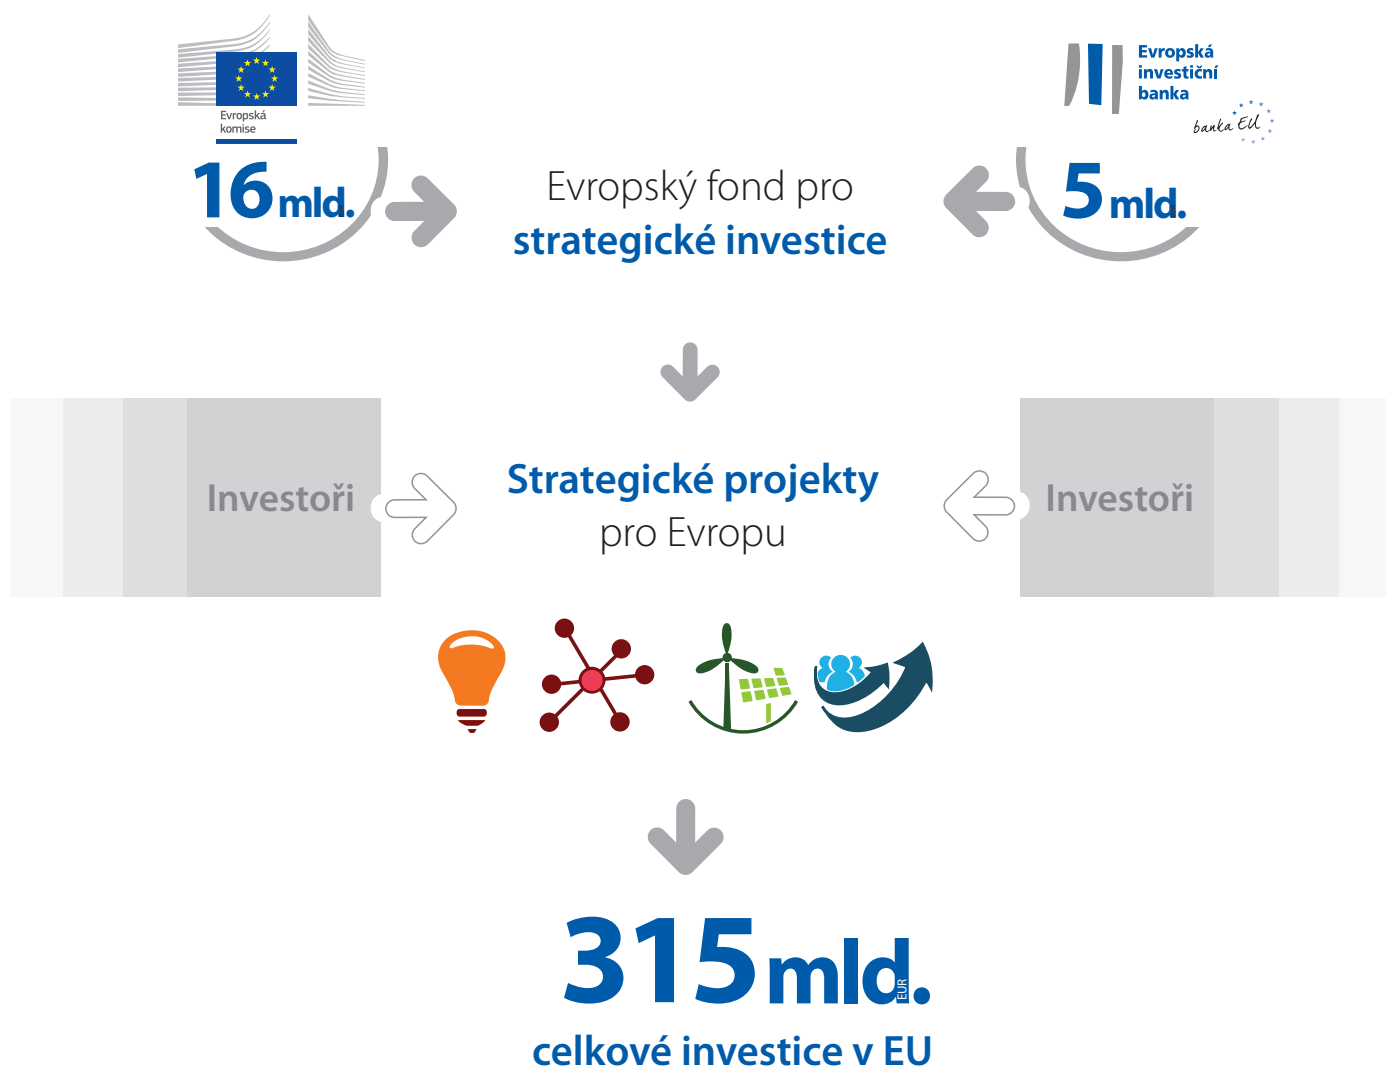 Evropská
komise
Evropská
investiční
banka
banka EU
16 mld.
Evropský fond pro
strategické investice
5 mld.
Investoři
Strategické projekty
pro Evropu
Investoři
315 mld.
EUR
celkové investice v EU